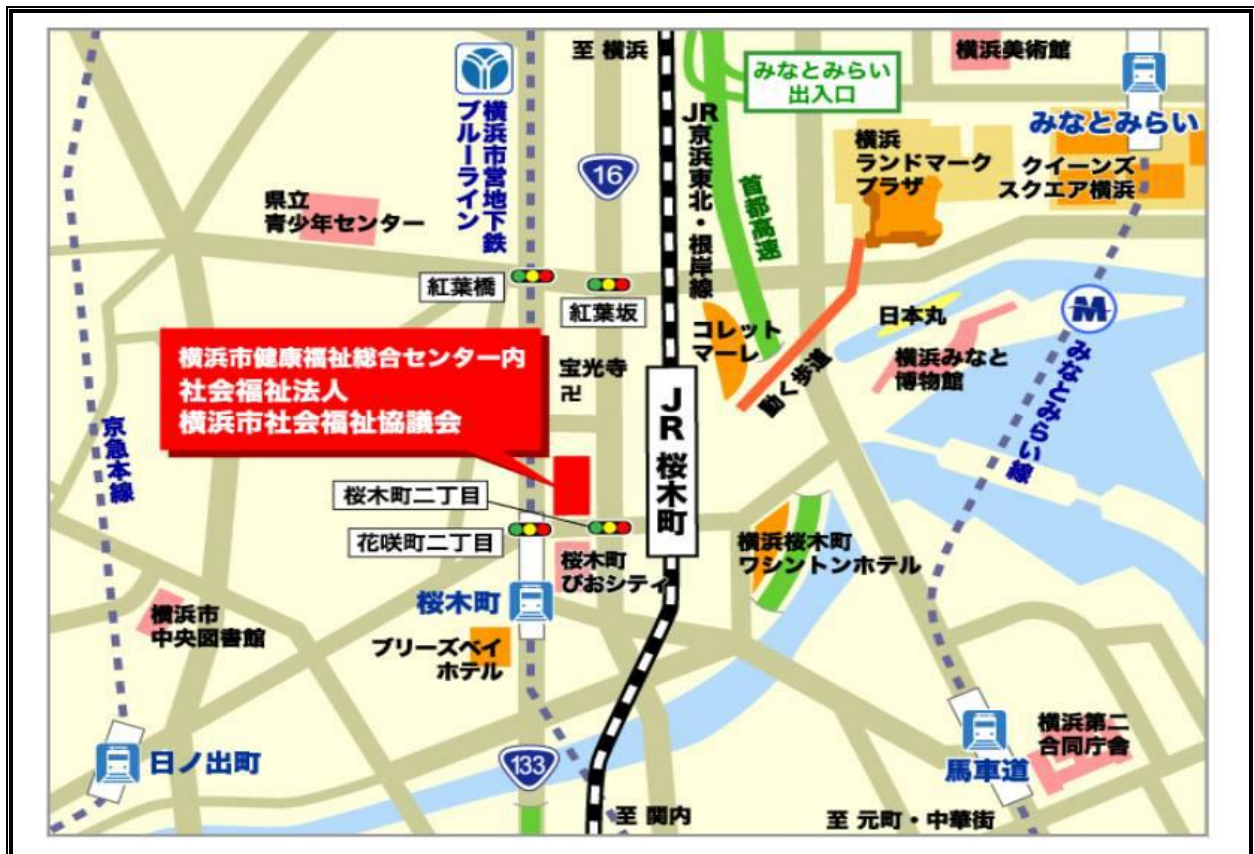 至 横浜
横浜美術館
みなとみらい
出入口
横浜市営地下鉄
ブルーライン
JR京浜東北・根岸線
みなとみらい
16
横浜
ランドマーク
プラザ
クイーンズ
スクエア横浜
首都高速
県立
青少年センター
紅葉橋
紅葉坂
日本丸
コレット
マーレ
横浜みなと
博物館
動く歩道
みなとみらい線
横浜市健康福祉総合センター内
社会福祉法人
横浜市社会福祉協議会
宝光寺
卍
JR 桜木町
京急本線
桜木町二丁目
花咲町二丁目
桜木町
ぴおシティ
横浜桜木町
ワシントンホテル
桜木町
横浜市
中央図書館
ブリーズベイ
ホテル
横浜第二
合同庁舎
日ノ出町
133
馬車道
至 関内
至 元町・中華街